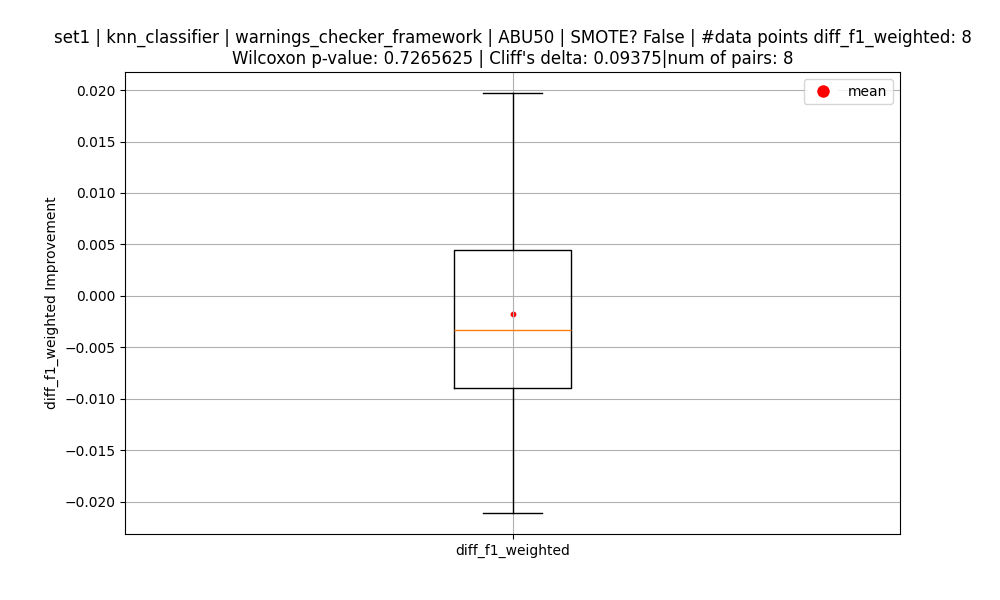 set1 | knn_classifier | warnings_checker_framework | ABU50 | SMOTE? False | #data points diff_f1_weighted: 8
Wilcoxon p-value: 0.7265625 | Cliff's delta: 0.09375|num of pairs: 8
mean
0.020
0.015
0.010
0.005
0.000
−0.005
−0.010
−0.015
−0.020
diff_f1_weighted Improvement
diff_f1_weighted